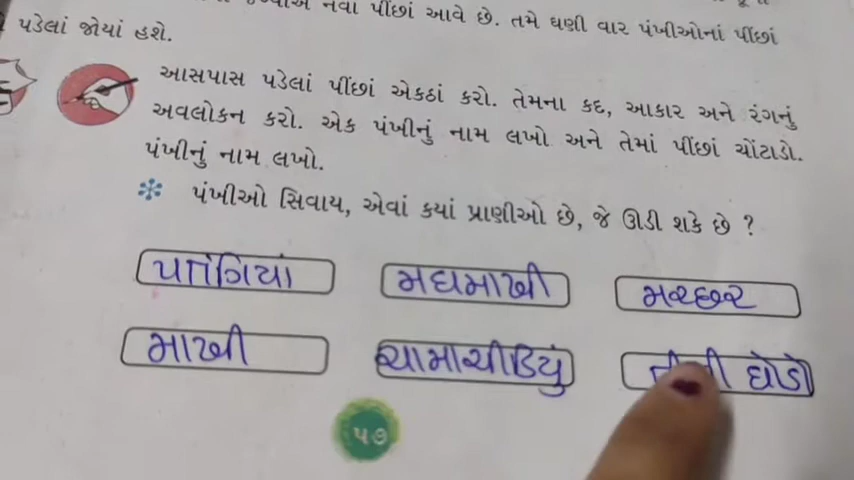 નવા પીંછાં આવે છે. તમે ઘણી વાર પંખીઓનાં પીંછાં
પડેલાં જોયાં હશે.
આસપાસ પડેલાં પીંછાં એકઠાં કરો. તેમના કદ, આકાર અને રંગનું
અવલોકન કરો. એક પંખીનું નામ લખો અને તેમાં પીંછાં ચોંટાડો.
પંખીનું નામ લખો.
પંખીઓ સિવાય, એવાં કયાં પ્રાણીઓ છે, જે ઊડી શકે છે ?
પતંગિયાં મધમાખી મચ્છર
માખી ચામાચીડિયું ઘોડો
૫૭